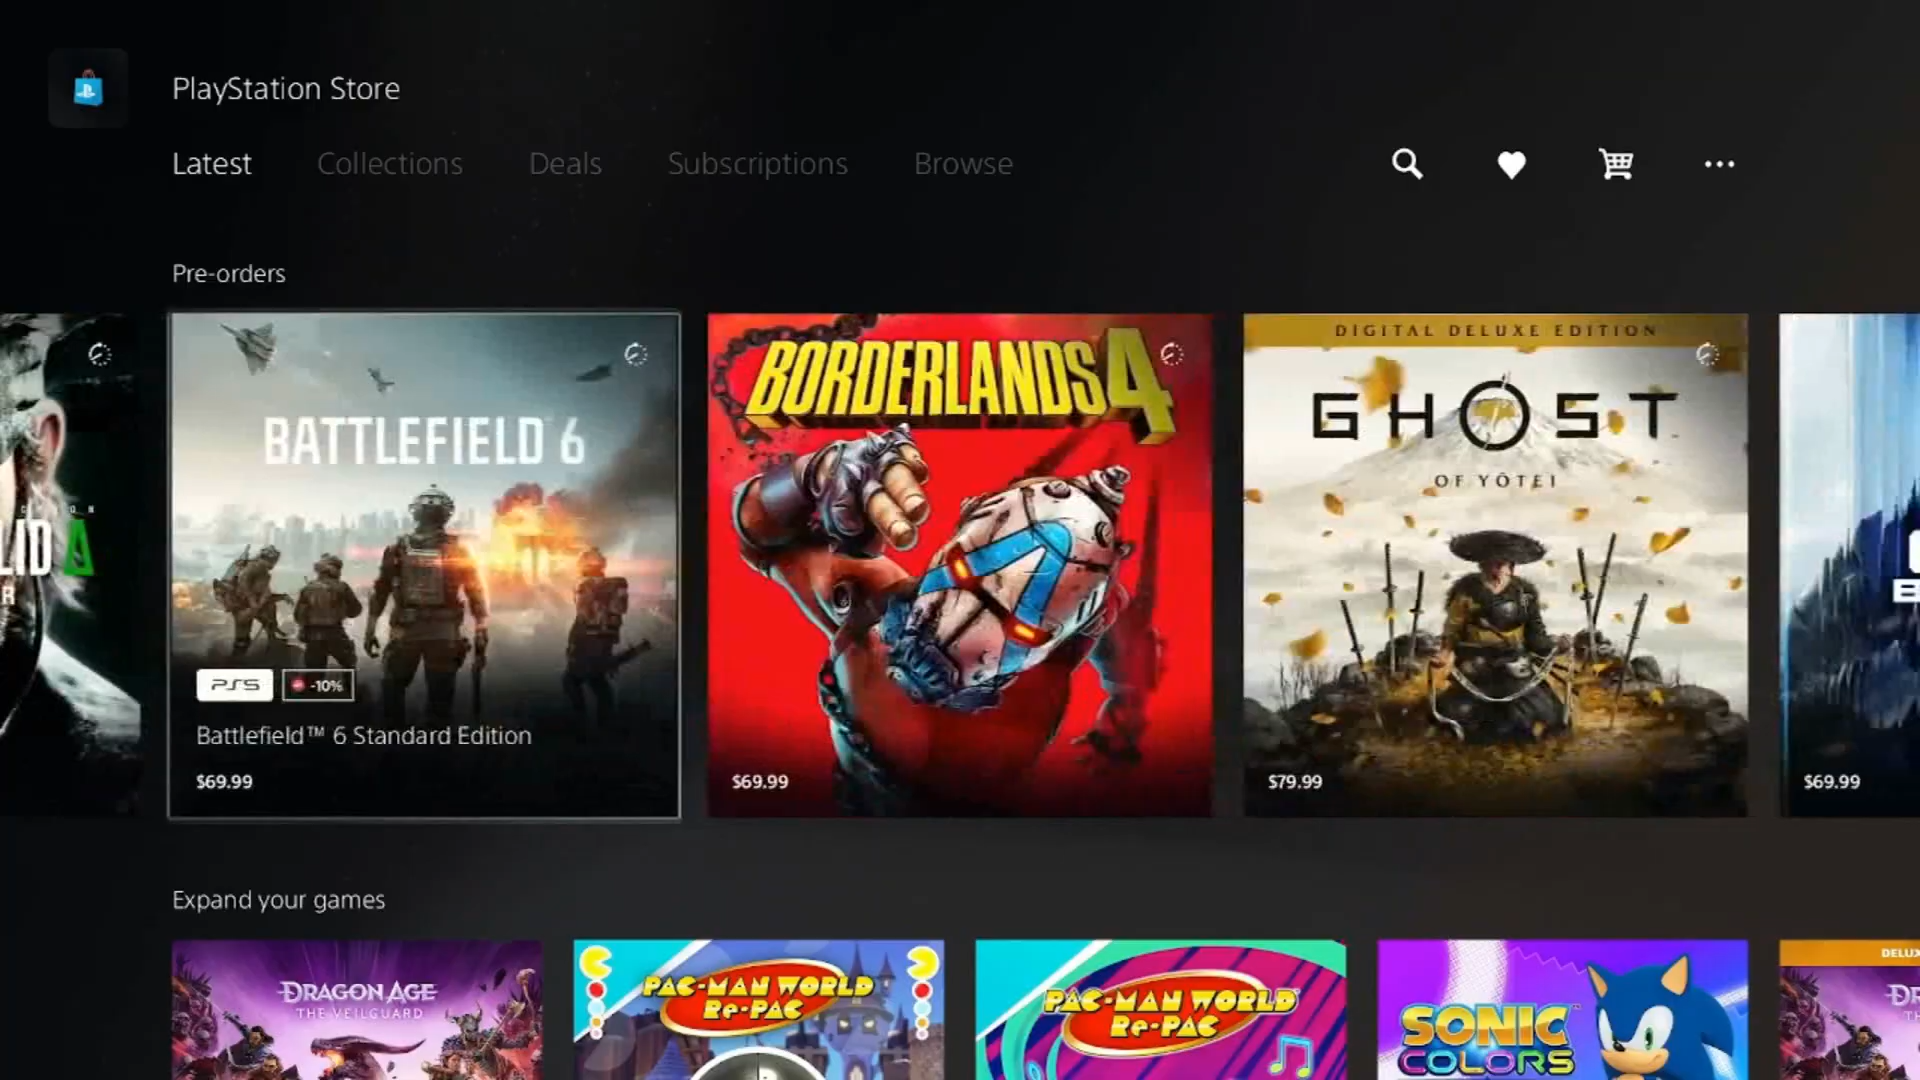 PlayStation Store
Latest
Collections
Deals
Subscriptions
Browse
Pre-orders
LID Δ
R
BATTLEFIELD 6
PS5
-10%
Battlefield™ 6 Standard Edition
$69.99
BORDERLANDS 4
$69.99
DIGITAL DELUXE EDITION
GHOST
OF YŌTEI
$79.99
$69.99
Expand your games
DRAGON AGE
THE VEILGUARD
PAC-MAN WORLD
Re-PAC
PAC-MAN WORLD
Re-PAC
SONIC
COLORS
DELUX